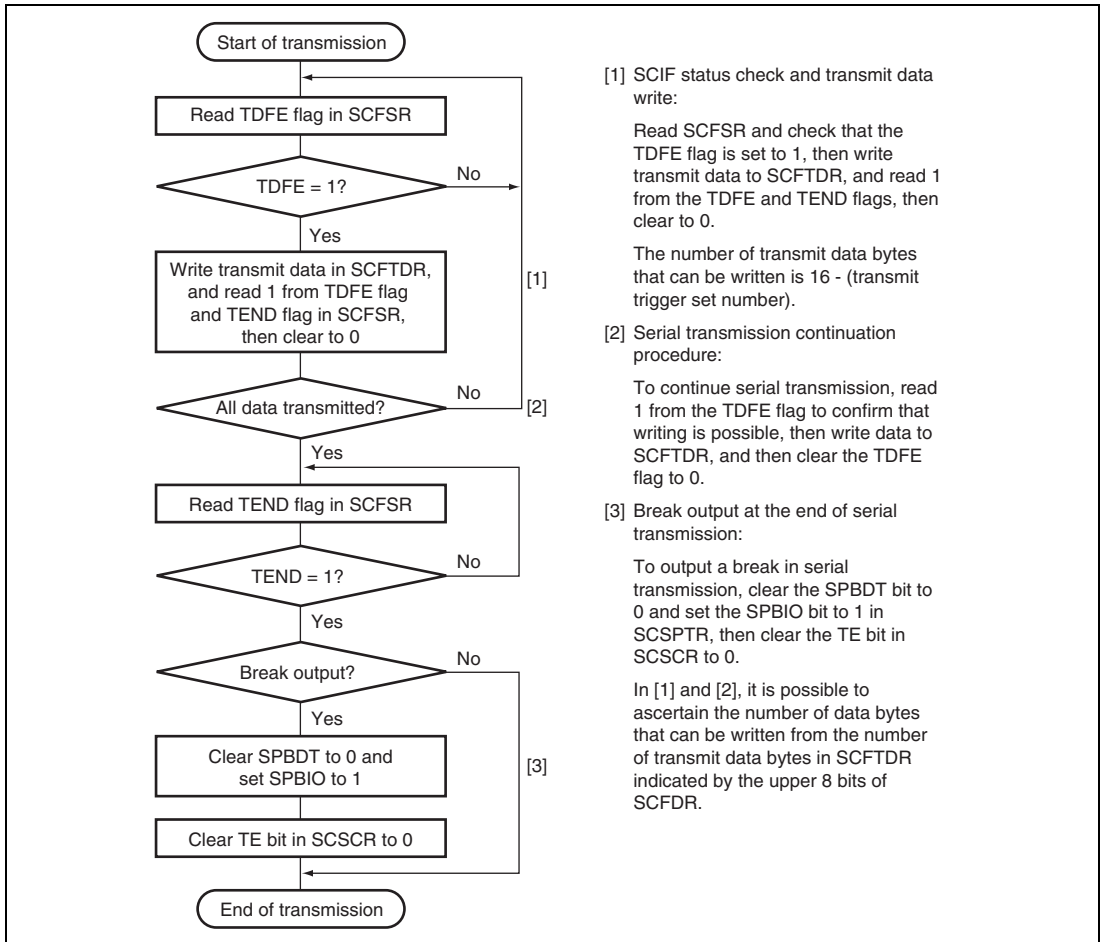 Start of transmission
Read TDFE flag in SCFSR
TDFE = 1?
No
Yes
Write transmit data in SCFTDR,
and read 1 from TDFE flag
and TEND flag in SCFSR,
then clear to 0
[1]
All data transmitted?
No
[2]
Yes
Read TEND flag in SCFSR
TEND = 1?
No
Yes
Break output?
No
Yes
Clear SPBDT to 0 and
set SPBIO to 1
[3]
Clear TE bit in SCSCR to 0
End of transmission
[1] SCIF status check and transmit data
write:
Read SCFSR and check that the
TDFE flag is set to 1, then write
transmit data to SCFTDR, and read 1
from the TDFE and TEND flags, then
clear to 0.
The number of transmit data bytes
that can be written is 16 - (transmit
trigger set number).
[2] Serial transmission continuation
procedure:
To continue serial transmission, read
1 from the TDFE flag to confirm that
writing is possible, then write data to
SCFTDR, and then clear the TDFE
flag to 0.
[3] Break output at the end of serial
transmission:
To output a break in serial
transmission, clear the SPBDT bit to
0 and set the SPBIO bit to 1 in
SCSPTR, then clear the TE bit in
SCSCR to 0.
In [1] and [2], it is possible to
ascertain the number of data bytes
that can be written from the number
of transmit data bytes in SCFTDR
indicated by the upper 8 bits of
SCFDR.